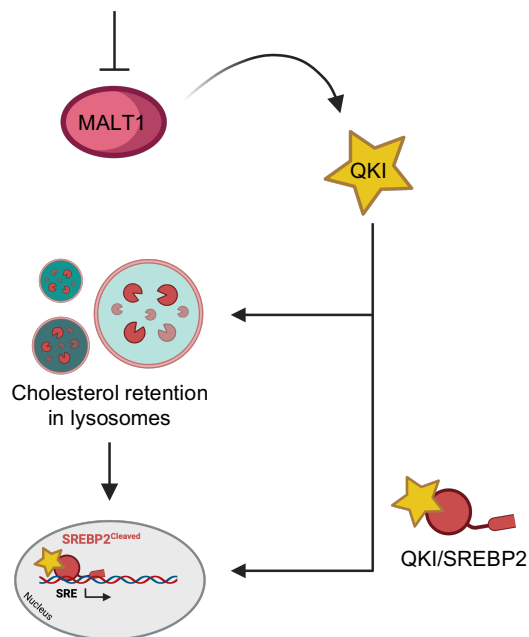 MALT1
QKI
Cholesterol retention
in lysosomes
QKI/SREBP2
SREBP2Cleaved
SRE
Nucleus